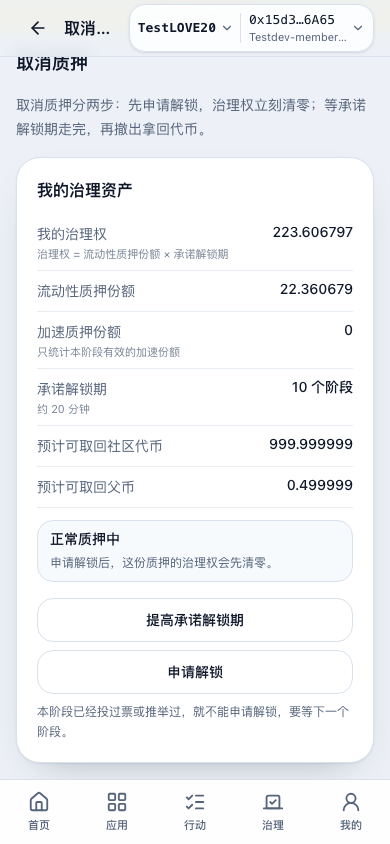 取消...
TestLOVE20
0x15d3…6A65
Testdev-member...
取消质押
取消质押分两步：先申请解锁，治理权立刻清零；等承诺
解锁期走完，再撤出拿回代币。
我的治理资产
我的治理权
223.606797
治理权 = 流动性质押份额 × 承诺解锁期
流动性质押份额
22.360679
加速质押份额
0
只统计本阶段有效的加速份额
承诺解锁期
10 个阶段
约 20 分钟
预计可取回社区代币
999.999999
预计可取回父币
0.499999
正常质押中
申请解锁后，这份质押的治理权会先清零。
提高承诺解锁期
申请解锁
本阶段已经投过票或推举过，就不能申请解锁，要等下一个
阶段。
首页
应用
行动
治理
我的